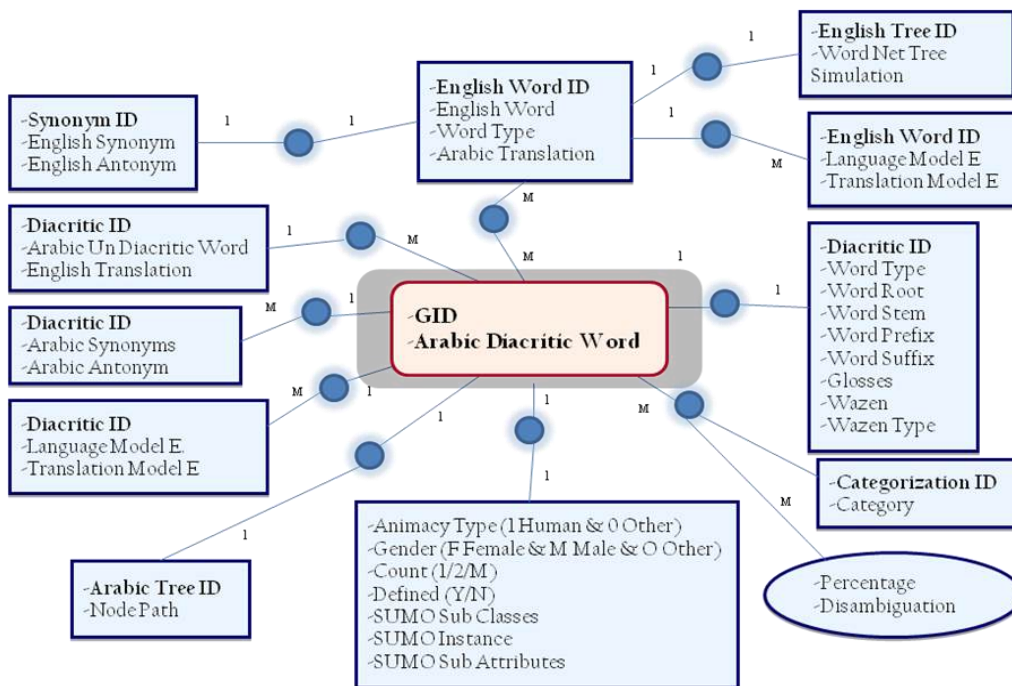 -English Tree ID
-Word Net Tree
Simulation
1
1
-English Word ID
-English Word
-Word Type
-Arabic Translation
1
M
-English Word ID
-Language Model E
-Translation Model E
-Synonym ID
-English Synonym
-English Antonym
1
1
M
M
-Diacritic ID
-Arabic Un Diacritic Word
-English Translation
1
M
-Diacritic ID
-Arabic Synonyms
-Arabic Antonym
M
1
-GID
-Arabic Diacritic Word
1
1
-Diacritic ID
-Word Type
-Word Root
-Word Stem
-Word Prefix
-Word Suffix
-Glosses
-Wazen
-Wazen Type
-Diacritic ID
-Language Model E.
-Translation Model E
M
1
1
1
-Arabic Tree ID
-Node Path
1
1
-Animacy Type (1 Human & 0 Other)
-Gender (F Female & M Male & O Other)
-Count (1/2/M)
-Defined (Y/N)
-SUMO Sub Classes
-SUMO Instance
-SUMO Sub Attributes
M
M
-Categorization ID
-Category
-Percentage
-Disambiguation